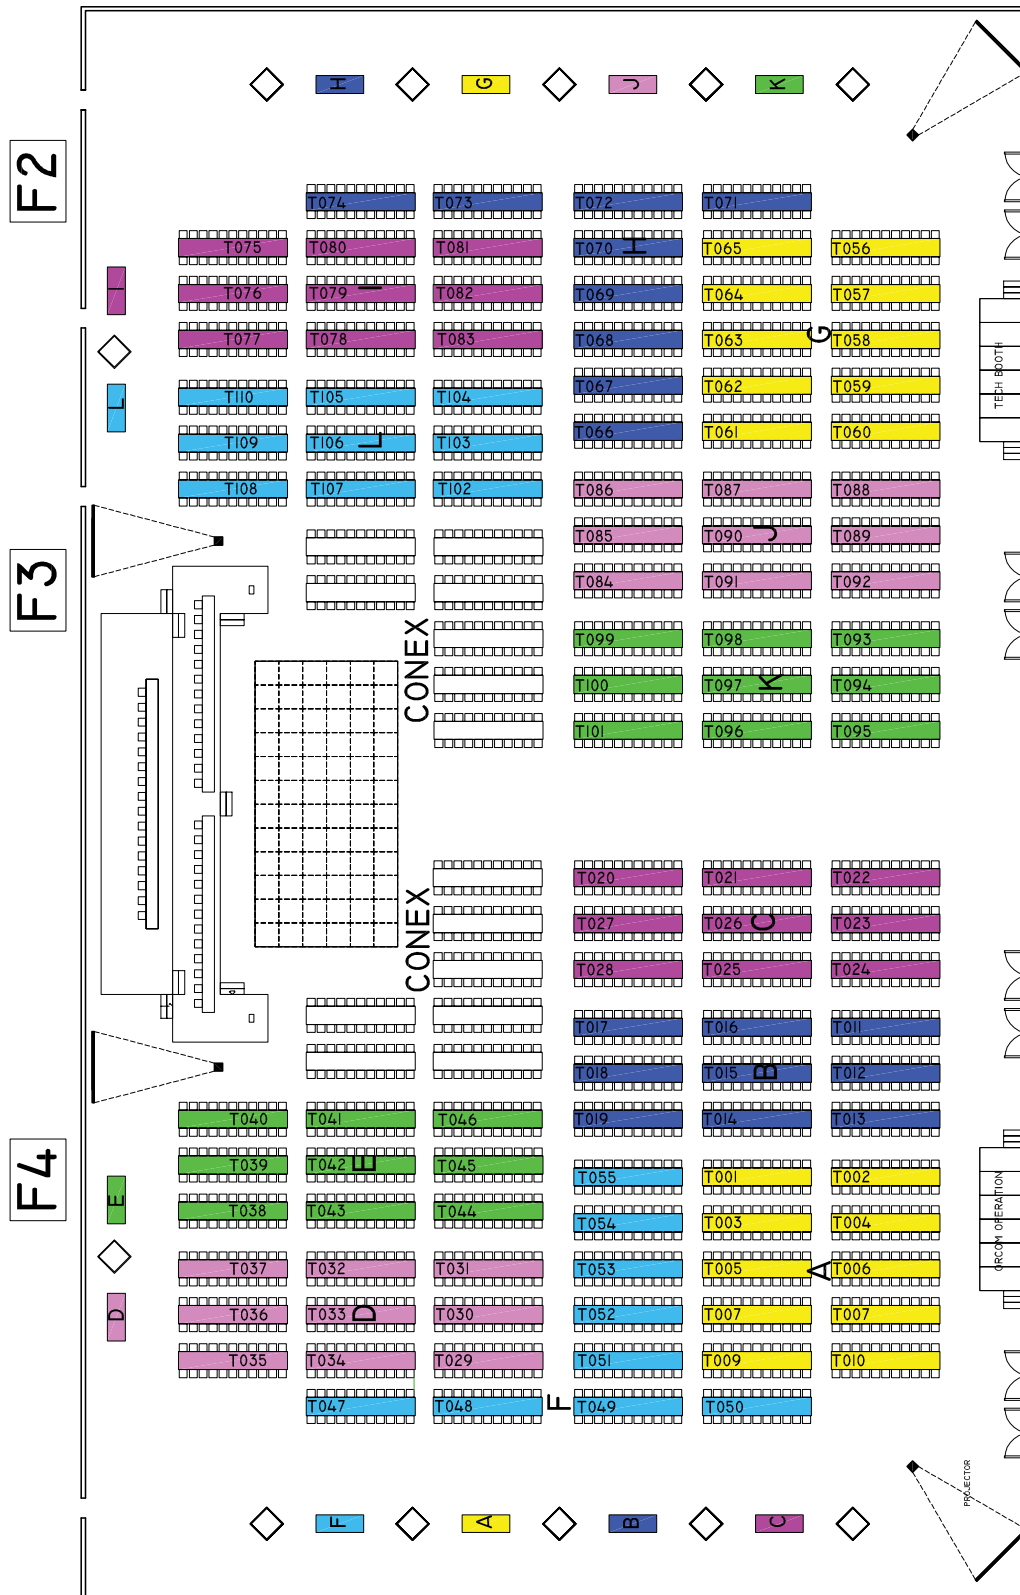 H G J K
F2
T074 T073 T072 T071
T075 T080 T081 T070 H T065 T056
I
T076 T079 I T082 T069 T064 T057
T077 T078 T083 T068 T063 G T058
TECH BOOTH
L
T110 T105 T104 T067 T062 T059
T109 T106 L T103 T066 T061 T060
T108 T107 T102 T086 T087 T088
F3
T085 T090 J T089
T084 T091 T092
CONEX
T099 T098 T093
T100 T097 K T094
T101 T096 T095
T020 T021 T022
CONEX
T027 T026 C T023
T028 T025 T024
T017 T016 T011
T018 T015 B T012
T040 T041 T046 T019 T014 T013
F4
T039 T042 E T045 T055 T001 T002
E
T038 T043 T044 T054 T003 T004
ORCOM OPERATION
T037 T032 T031 T053 T005 A T006
D
T036 T033 D T030 T052 T007 T007
T035 T034 T029 T051 T009 T010
T047 T048 F T049 T050
PROJECTOR
F A B C